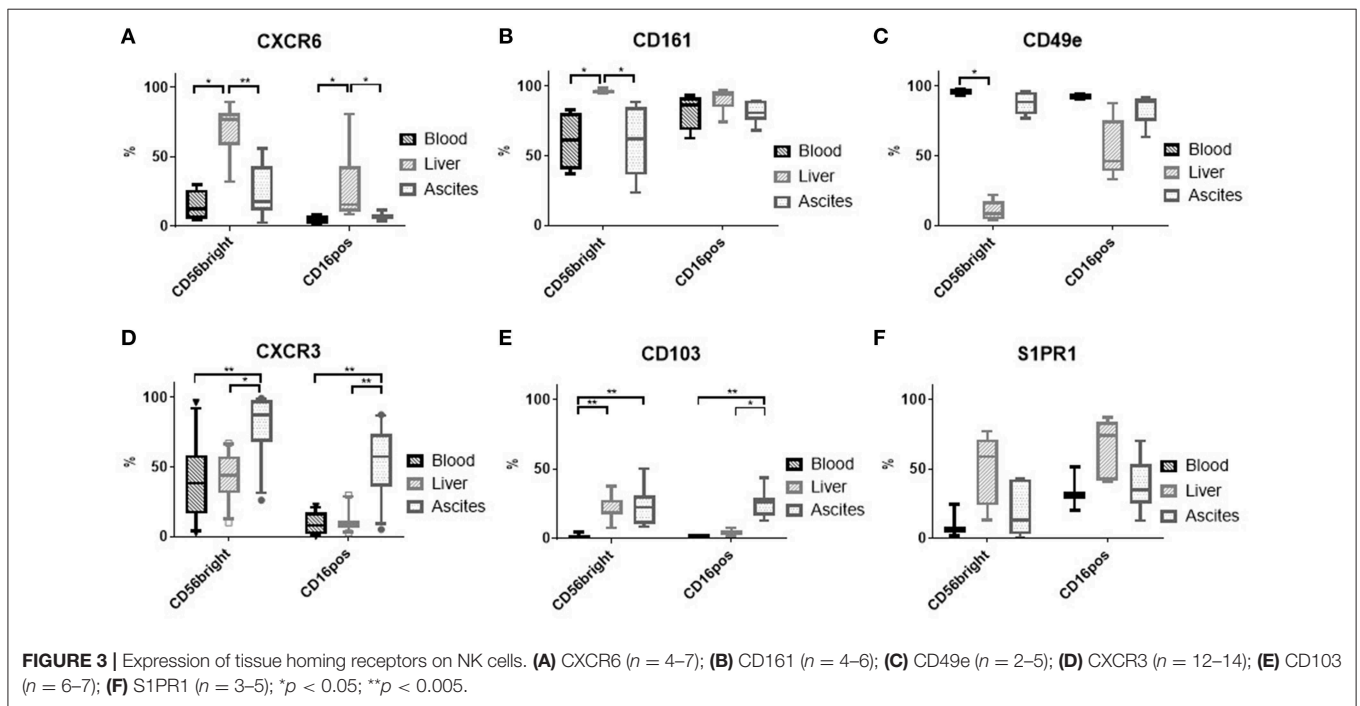 A
CXCR6
* ** * *
100
50
0
%
Blood
Liver
Ascites
CD56bright
CD16pos
B
CD161
* *
100
50
0
%
Blood
Liver
Ascites
CD56bright
CD16pos
C
CD49e
*
100
50
0
%
Blood
Liver
Ascites
CD56bright
CD16pos
D
CXCR3
** **
* **
100
50
0
%
Blood
Liver
Ascites
CD56bright
CD16pos
E
CD103
** **
** *
100
50
0
%
Blood
Liver
Ascites
CD56bright
CD16pos
F
S1PR1
100
50
0
%
Blood
Liver
Ascites
CD56bright
CD16pos
FIGURE 3 | Expression of tissue homing receptors on NK cells. (A) CXCR6 (n = 4–7); (B) CD161 (n = 4–6); (C) CD49e (n = 2–5); (D) CXCR3 (n = 12–14); (E) CD103
(n = 6–7); (F) S1PR1 (n = 3–5); *p < 0.05; **p < 0.005.